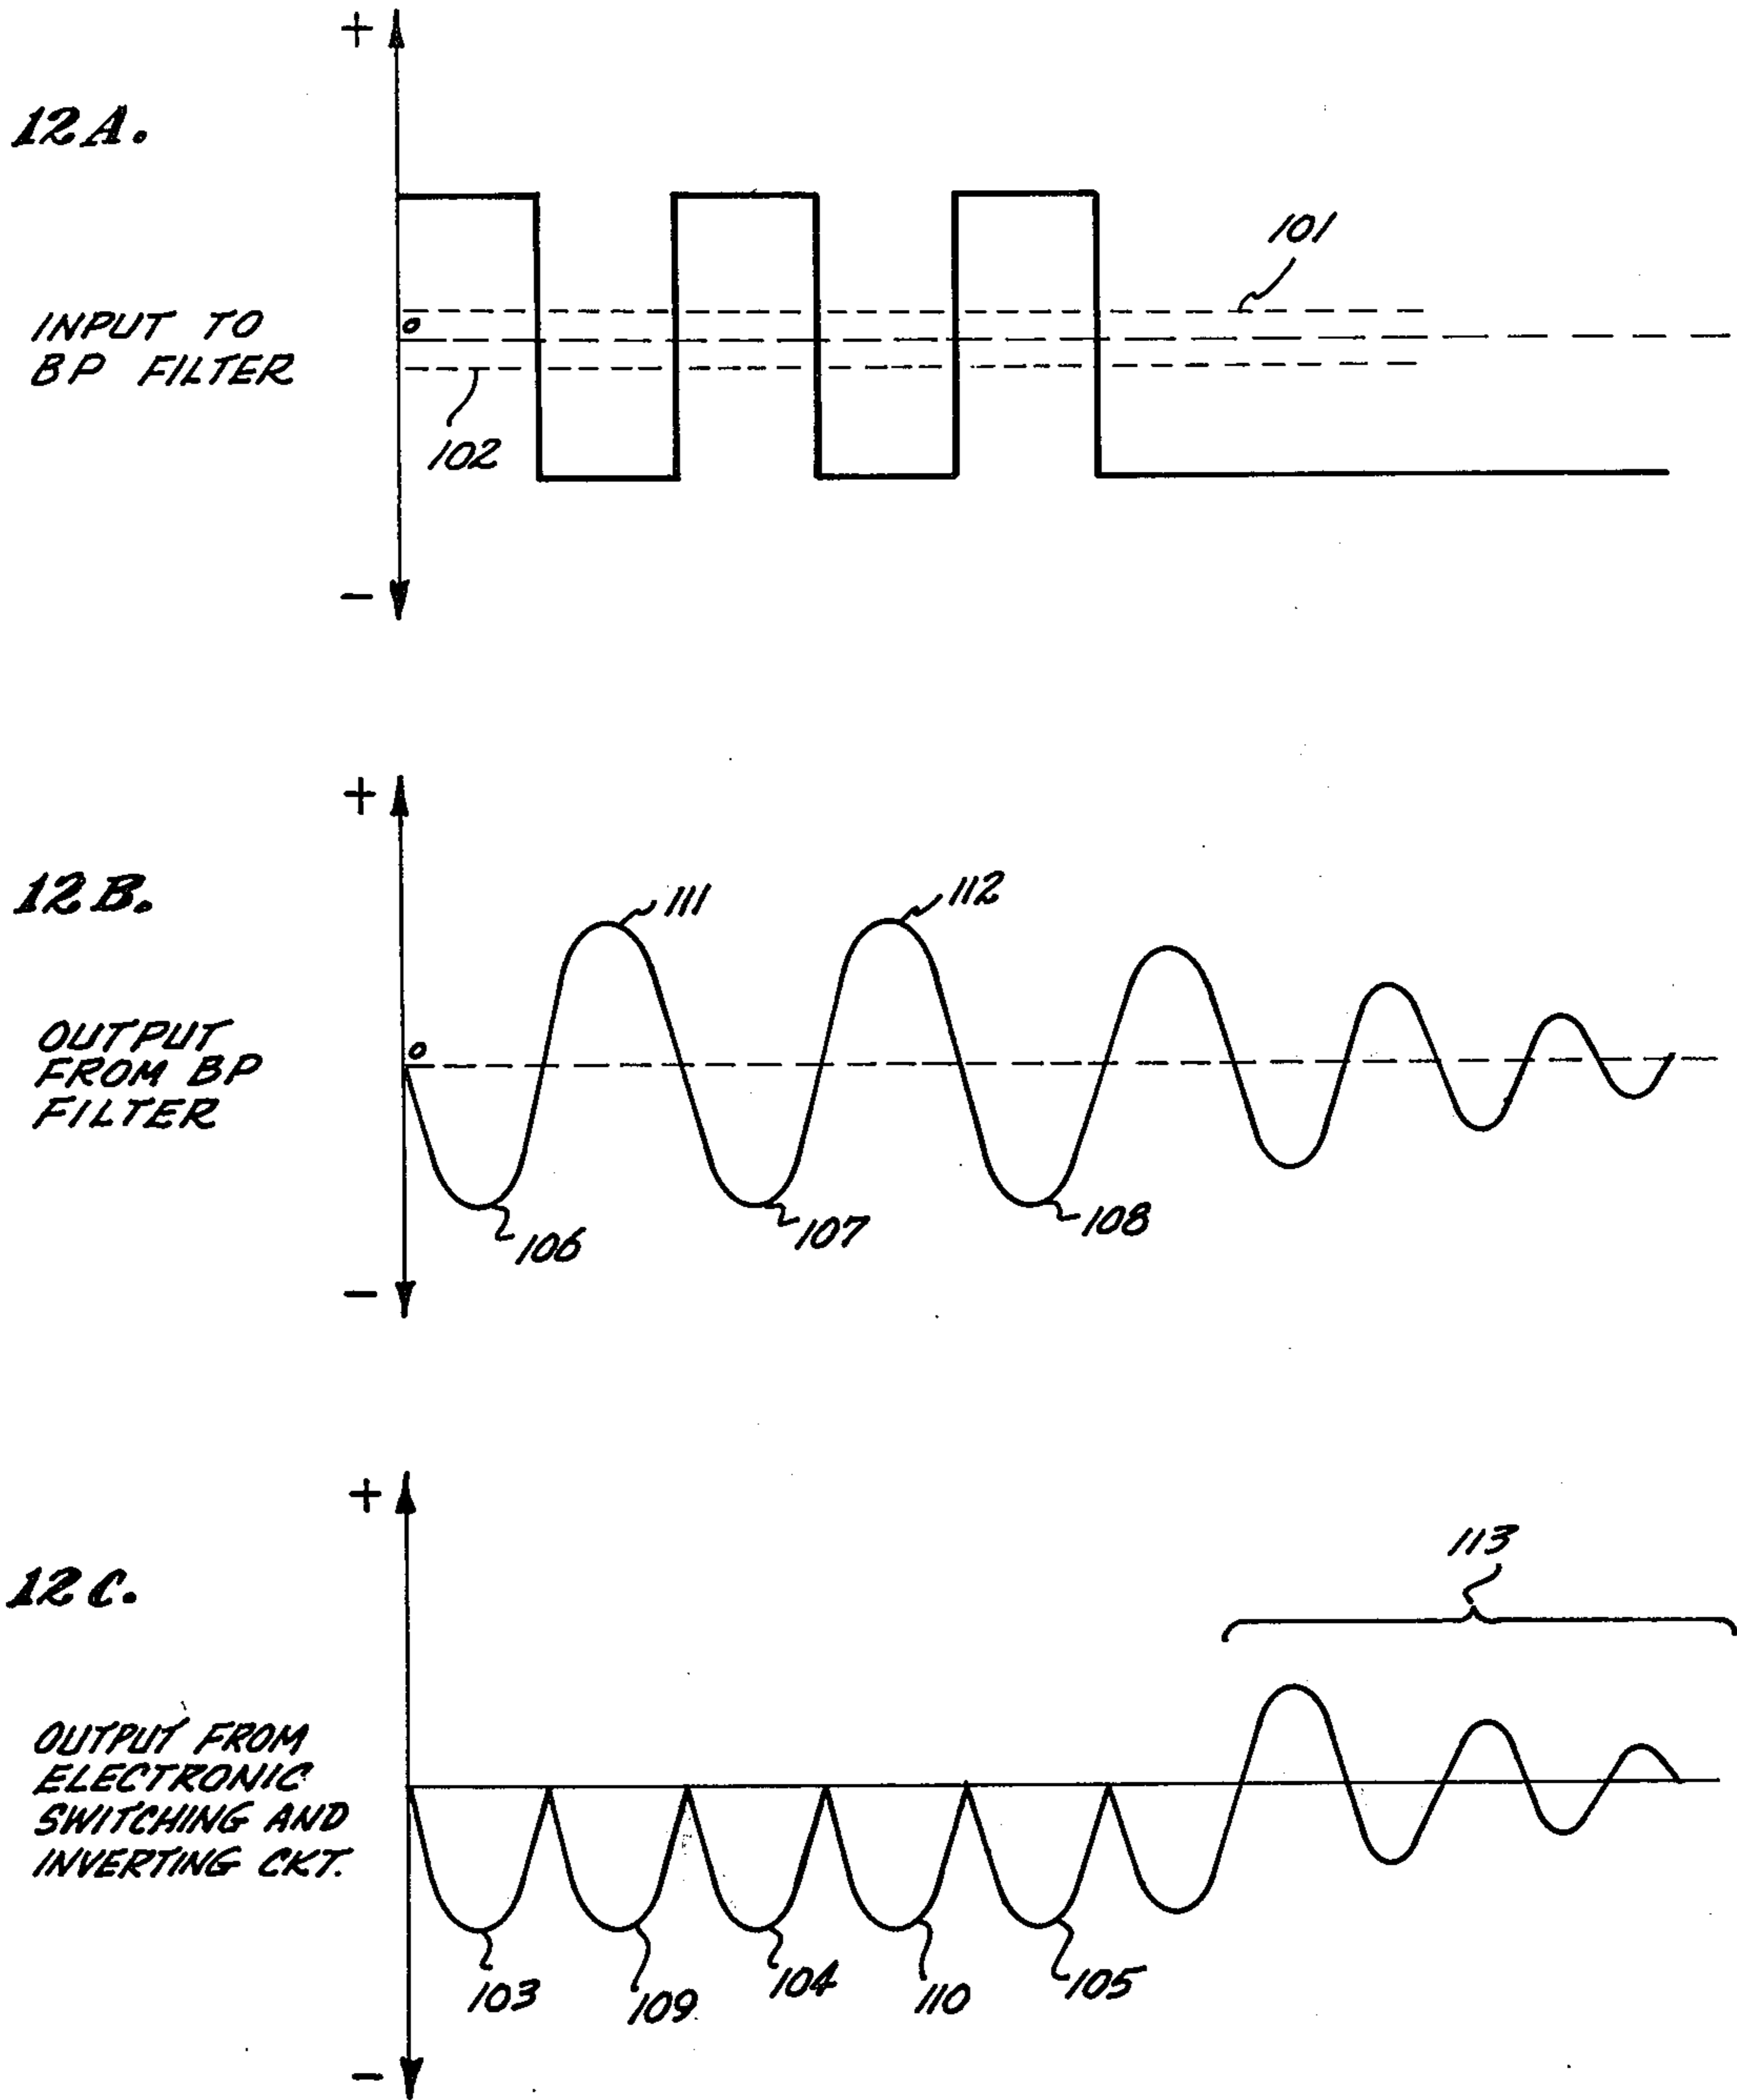 +
12A.
101
INPUT TO
BP FILTER
0
102
-
+
12B.
111
112
OUTPUT
FROM BP
FILTER
0
106
107
108
-
+
12C.
113
OUTPUT FROM
ELECTRONIC
SWITCHING AND
INVERTING CKT.
103
109
104
110
105
-